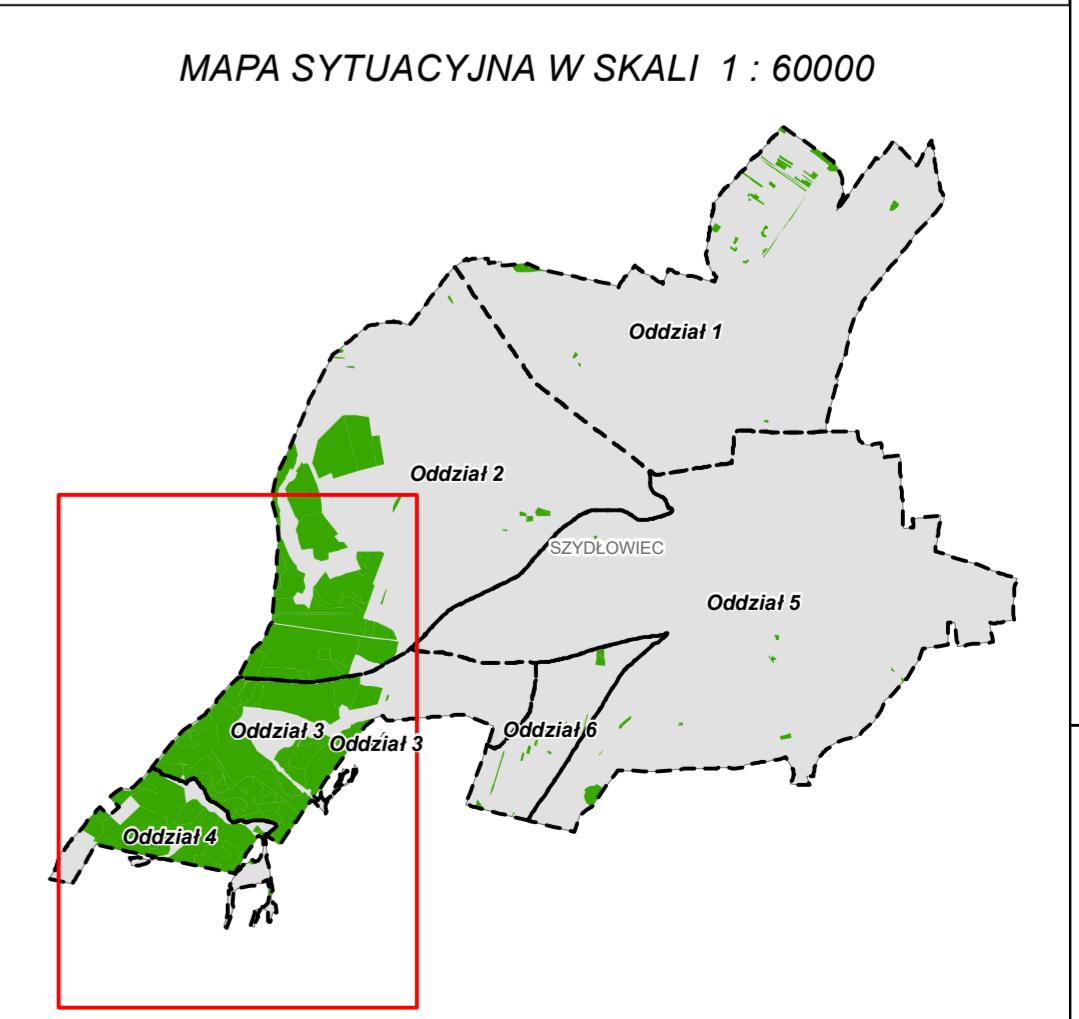 MAPA SYTUACYJNA W SKALI 1 : 60000
Oddział 1
Oddział 2
SZYDŁOWIEC
Oddział 5
Oddział 3
Oddział 6
Oddział 3
Oddział 4